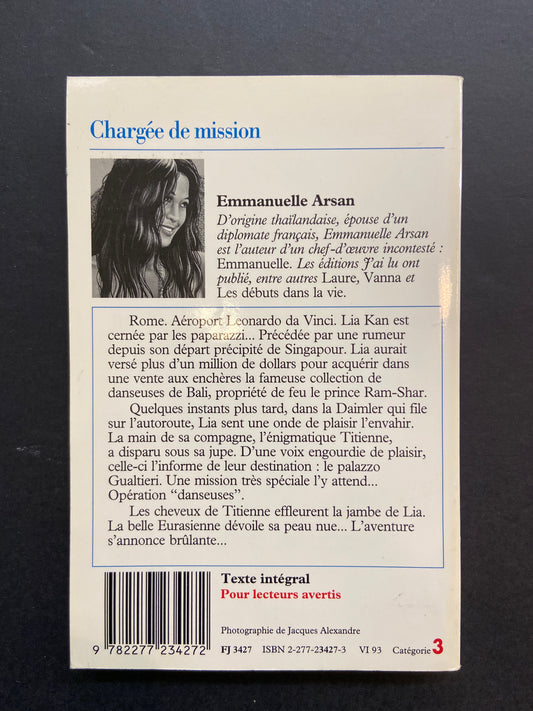 Chargée de mission
Emmanuelle Arsan
D'origine thaïlandaise, épouse d'un
diplomate français, Emmanuelle Arsan
est l'auteur d'un chef-d'œuvre incontesté :
Emmanuelle. Les éditions J'ai lu ont
publié, entre autres Laure, Vanna et
Les débuts dans la vie.
Rome. Aéroport Leonardo da Vinci. Lia Kan est
cernée par les paparazzi... Précédée par une rumeur
depuis son départ précipité de Singapour. Lia aurait
versé plus d'un million de dollars pour acquérir dans
une vente aux enchères la fameuse collection de
danseuses de Bali, propriété de feu le prince Ram-Shar.
Quelques instants plus tard, dans la Daimler qui file
sur l'autoroute, Lia sent une onde de plaisir l'envahir.
La main de sa compagne, l'énigmatique Titienne,
a disparu sous sa jupe. D'une voix engourdie de plaisir,
celle-ci l'informe de leur destination : le palazzo
Gualtieri. Une mission très spéciale l'y attend...
Opération "danseuses".
Les cheveux de Titienne effleurent la jambe de Lia.
La belle Eurasienne dévoile sa peau nue... L'aventure
s'annonce brûlante...
Texte intégral
Pour lecteurs avertis
Photographie de Jacques Alexandre
9 782277 234272
FJ 3427 ISBN 2-277-23427-3 VI 93 Catégorie 3